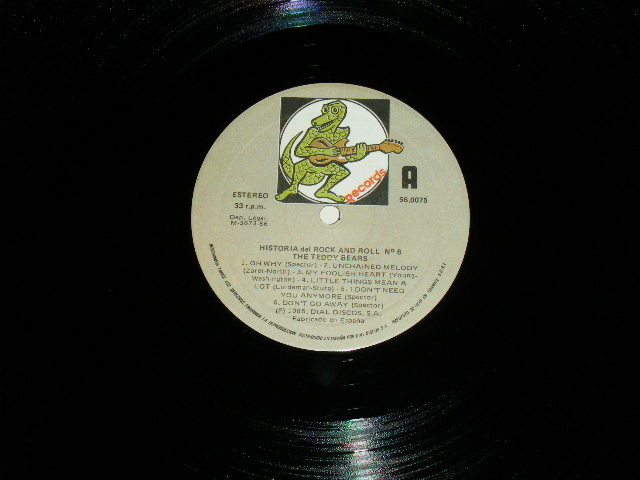 Records
A
ESTEREO
56.0075
33 r.p.m.
Dep. Legal:
M-3673-86
HISTORIA del ROCK AND ROLL Nº 6
THE TEDDY BEARS
1. OH WHY (Spector) - 2. UNCHAINED MELODY
(Zaret-North) - 3. MY FOOLISH HEART (Young-
Washington) - 4. LITTLE THINGS MEAN A
LOT (Lindeman-Stutg) - 5. I DON'T NEED
YOU ANYMORE (Spector)
6. DON'T GO AWAY (Spector)
(P) 1986, DIAL DISCOS, S.A.
Fabricado en España